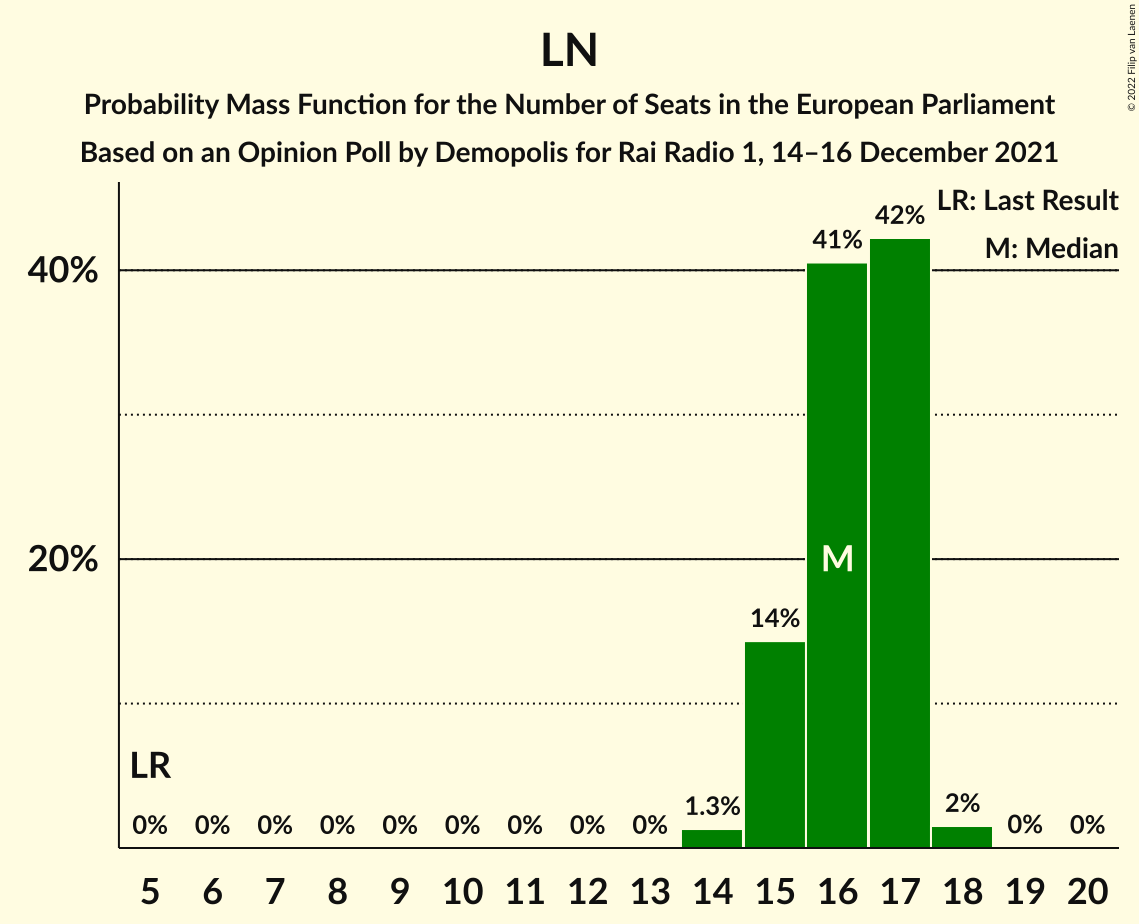 LN
Probability Mass Function for the Number of Seats in the European Parliament
Based on an Opinion Poll by Demopolis for Rai Radio 1, 14–16 December 2021
© 2022 Filip van Laenen
LR: Last Result
M: Median
40%
20%
LR
M
0% 0% 0% 0% 0% 0% 0% 0% 0% 1.3% 14% 41% 42% 2% 0% 0%
5 6 7 8 9 10 11 12 13 14 15 16 17 18 19 20